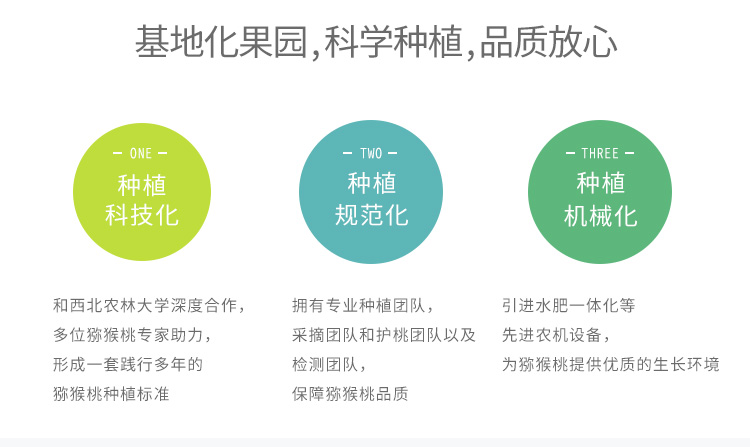 基地化果园,科学种植,品质放心
ONE
种植
科技化
TWO
种植
规范化
THREE
种植
机械化
和西北农林大学深度合作，
多位猕猴桃专家助力，
形成一套践行多年的
猕猴桃种植标准
拥有专业种植团队，
采摘团队和护桃团队以及
检测团队，
保障猕猴桃品质
引进水肥一体化等
先进农机设备，
为猕猴桃提供优质的生长环境